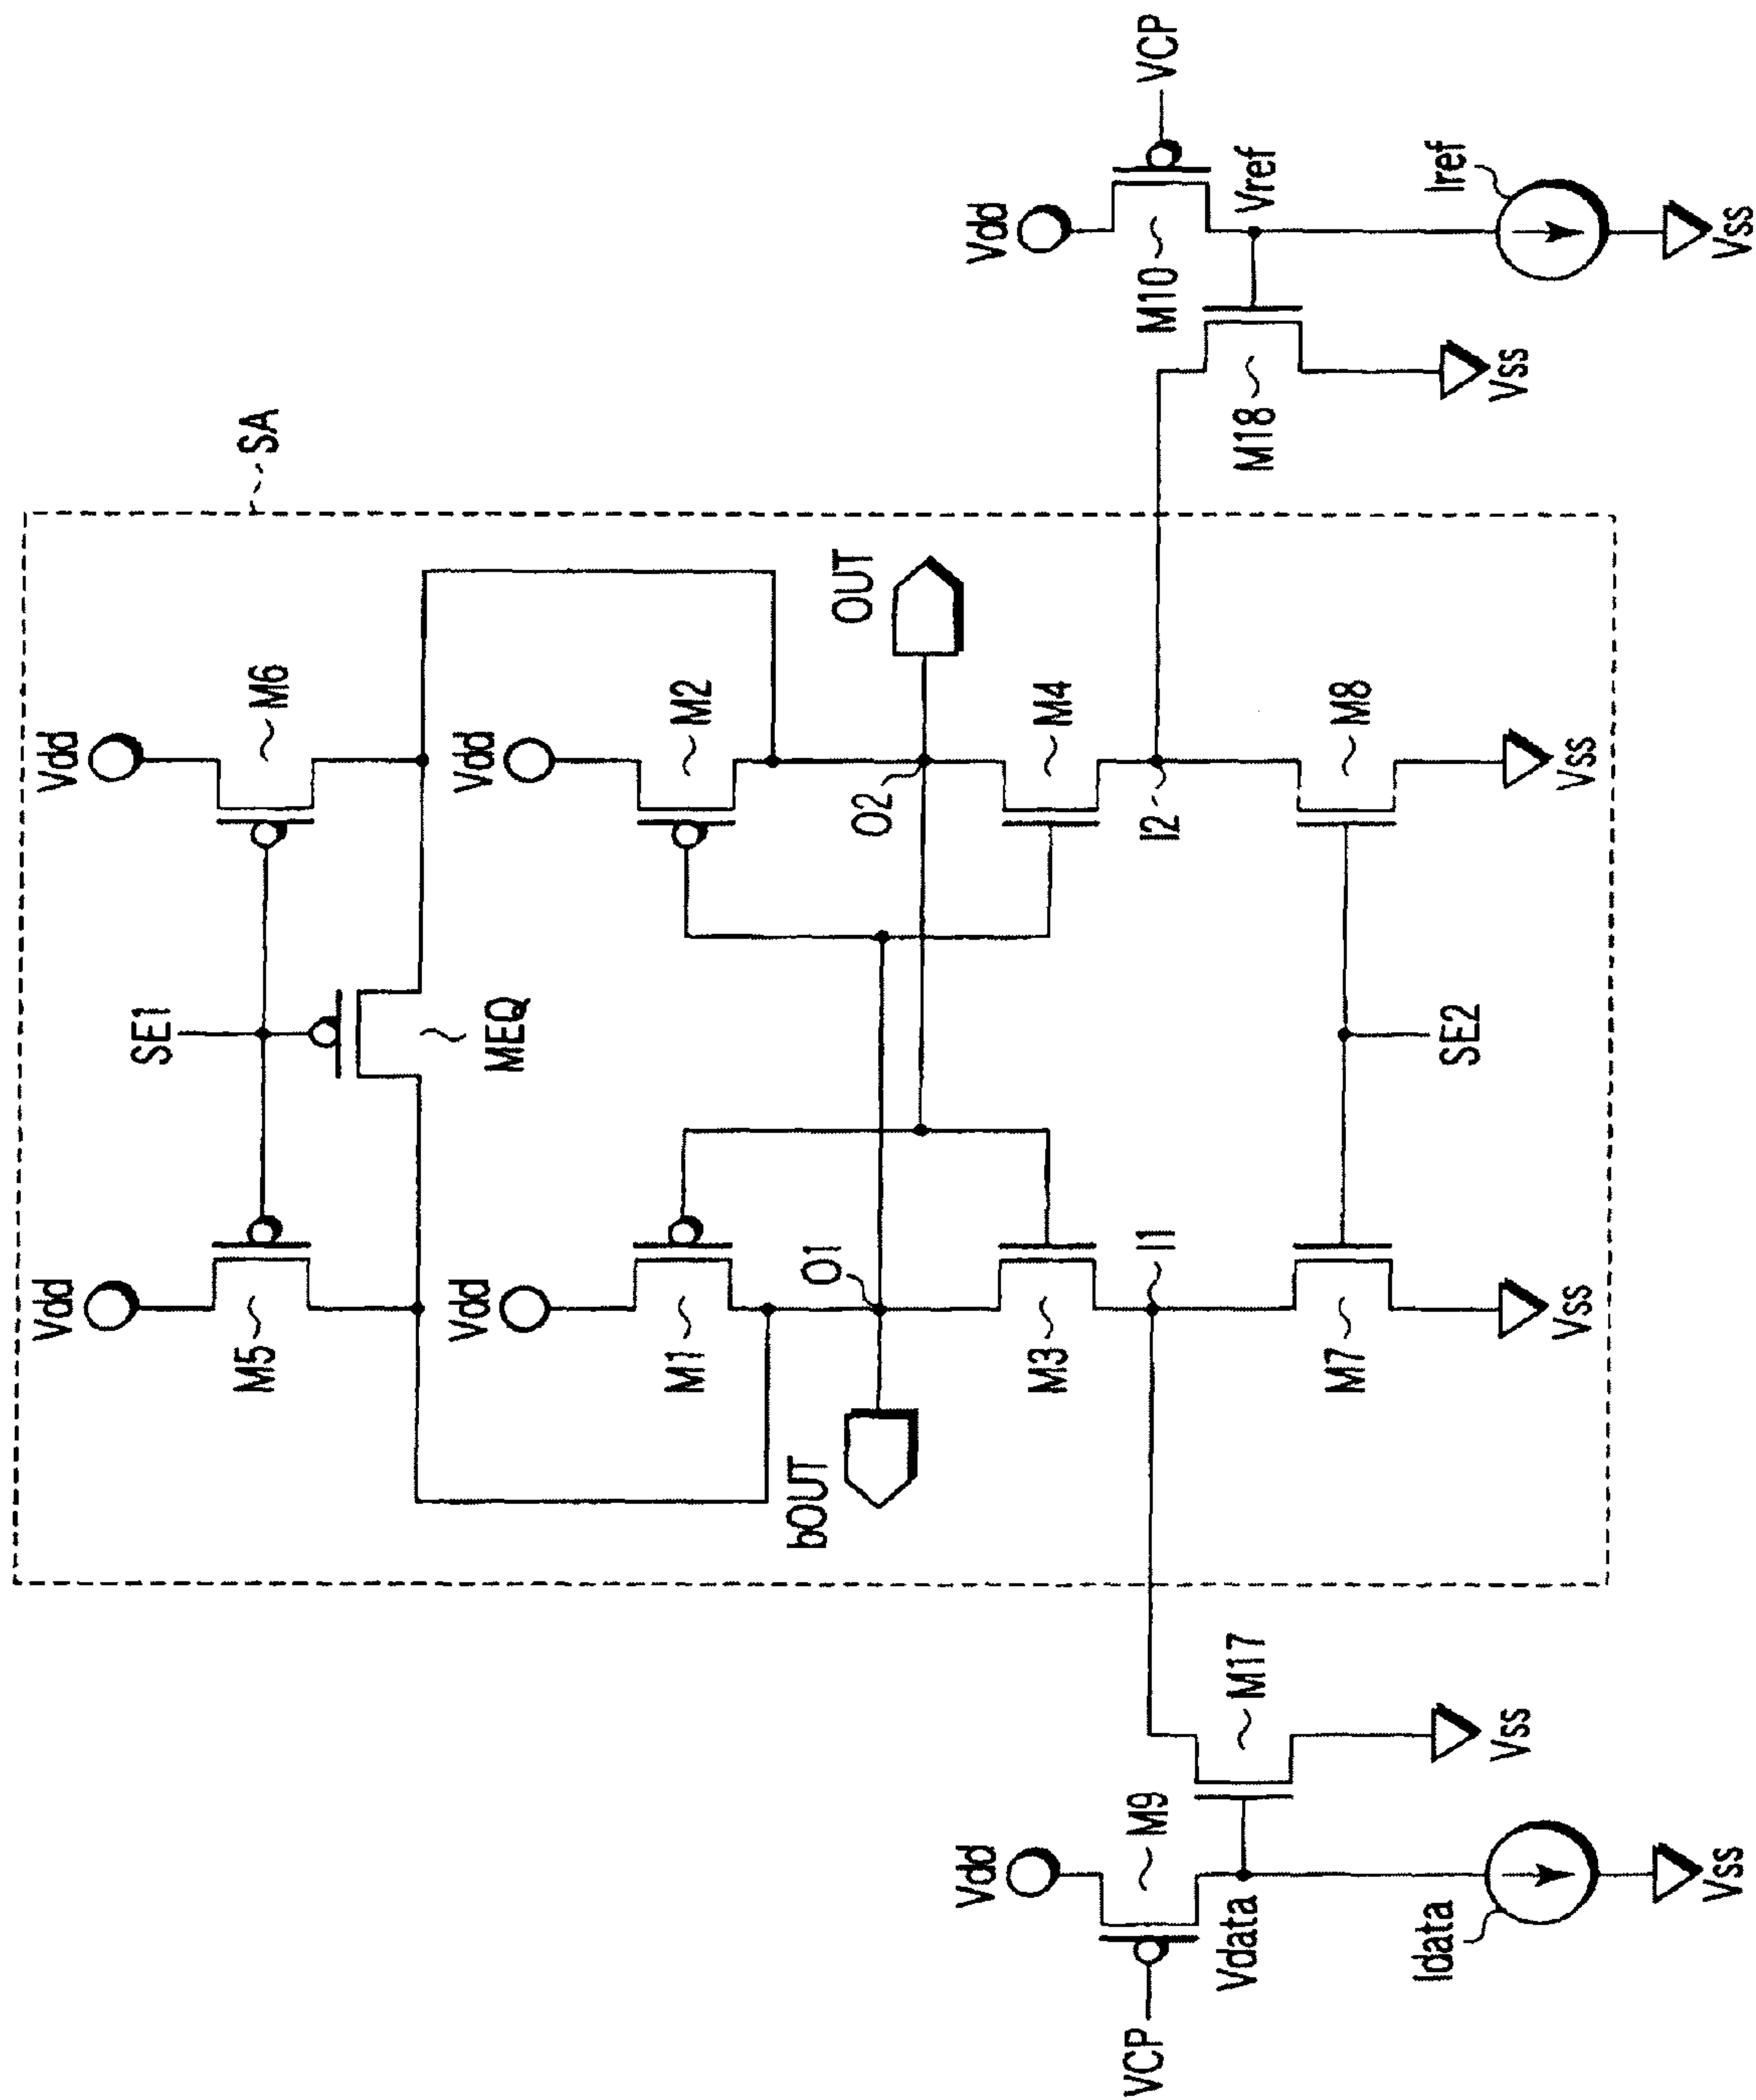 SA
Vdd
Vdd
M5
SE1
M6
MEQ
Vdd
Vdd
M1
M2
bOUT
O1
O2
OUT
M3
M4
I1
I2
M7
SE2
M8
Vss
Vss
VCP
Vdd
M9
M17
Vdata
Idata
Vss
Vss
Vdd
VCP
M10
M18
Vref
Iref
Vss
Vss